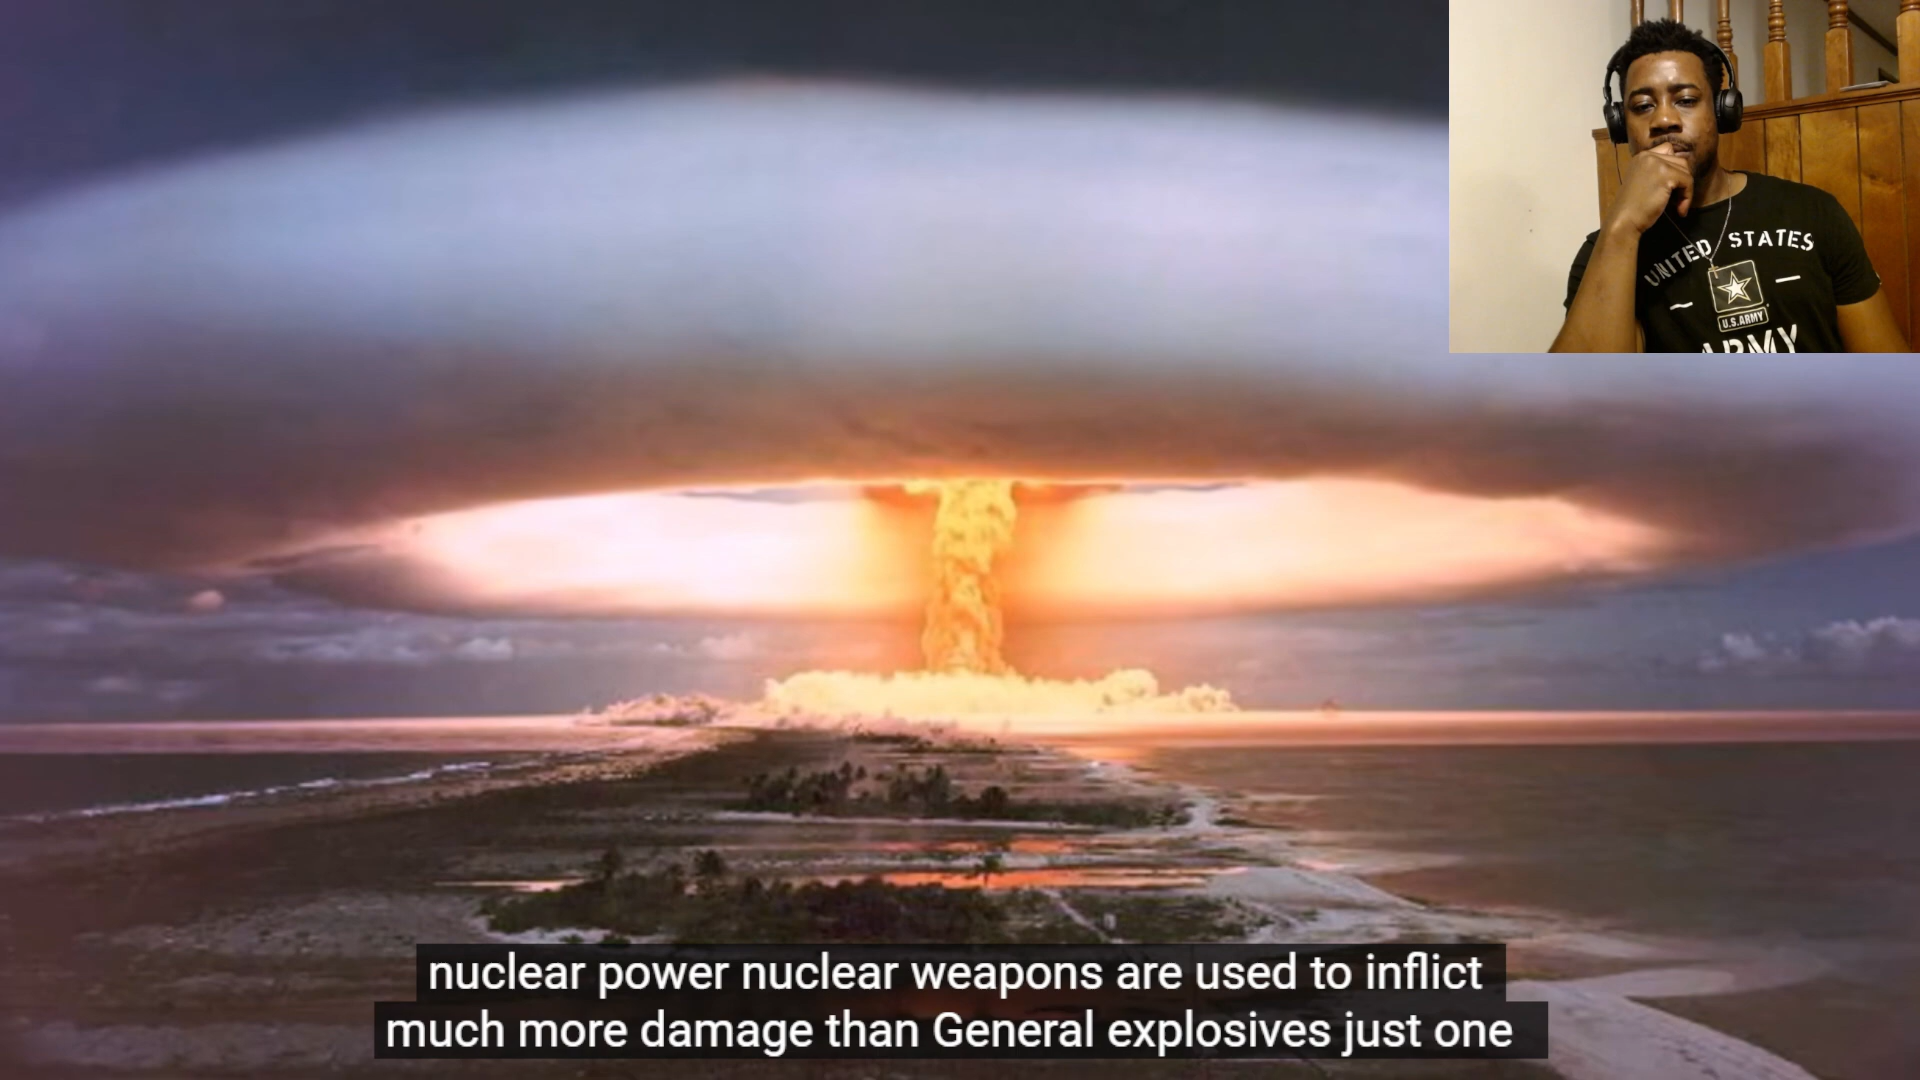 UNITED STATES
U.S.ARMY
ARMY
nuclear power nuclear weapons are used to inflict
much more damage than General explosives just one